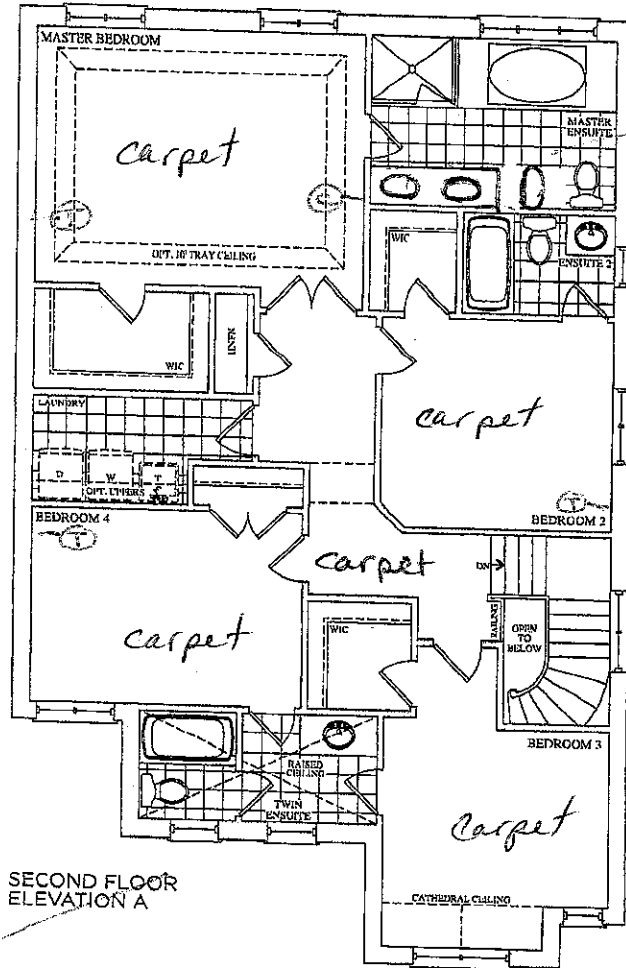 MASTER BEDROOM
carpet
T
C
OPT. 10' TRAY CEILING
MASTER
ENSUITE
WIC
ENSUITE 2
WIC
LINEN
LAUNDRY
D
W
T
OPT. UPPERS
carpet
T
BEDROOM 2
BEDROOM 4
T
carpet
carpet
DN
RAILING
OPEN
TO
BELOW
WIC
BEDROOM 3
RAISED
CEILING
TWIN
ENSUITE
carpet
CATHEDRAL CEILING
SECOND FLOOR
ELEVATION A